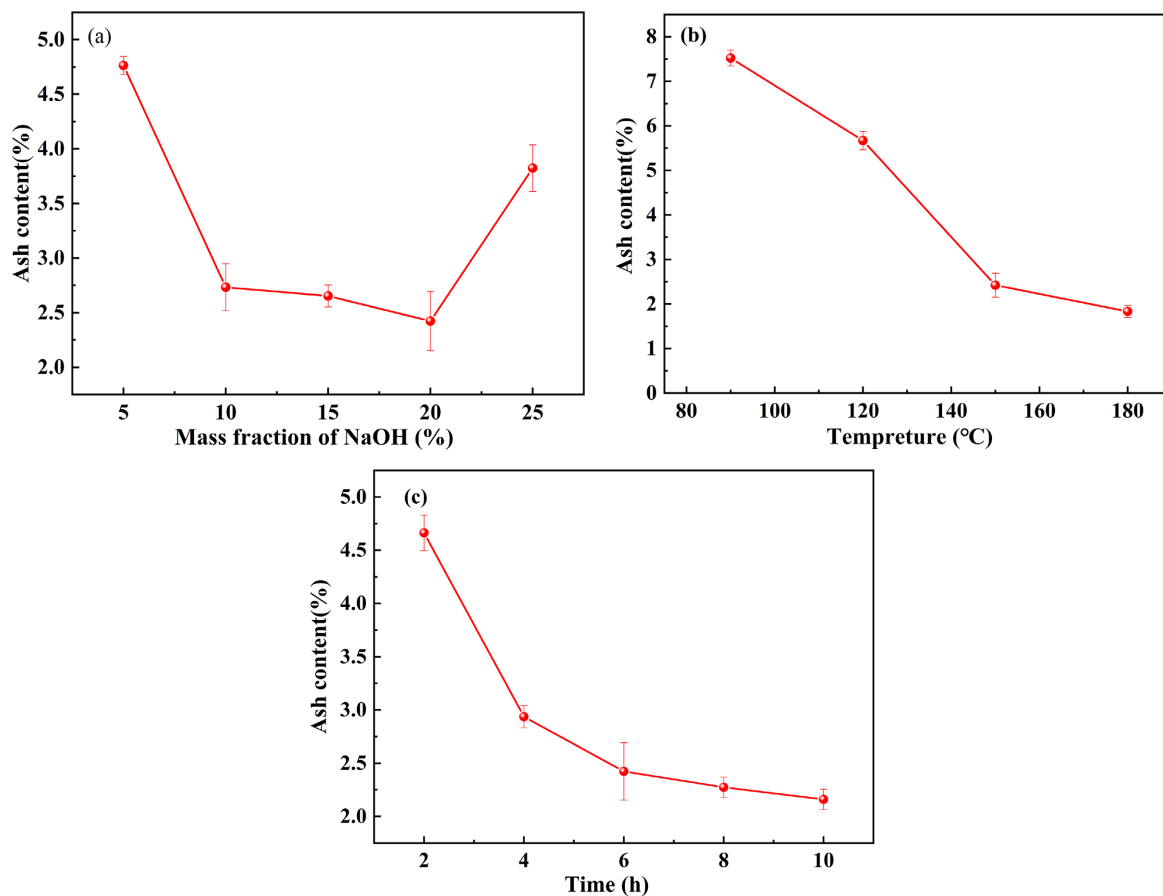 (a)
5.0
4.5
4.0
3.5
3.0
2.5
2.0
Ash content(%)
5 10 15 20 25
Mass fraction of NaOH (%)
(b)
8
7
6
5
4
3
2
1
0
Ash content(%)
80 100 120 140 160 180
Tempreture (℃)
(c)
5.0
4.5
4.0
3.5
3.0
2.5
2.0
Ash content(%)
2 4 6 8 10
Time (h)